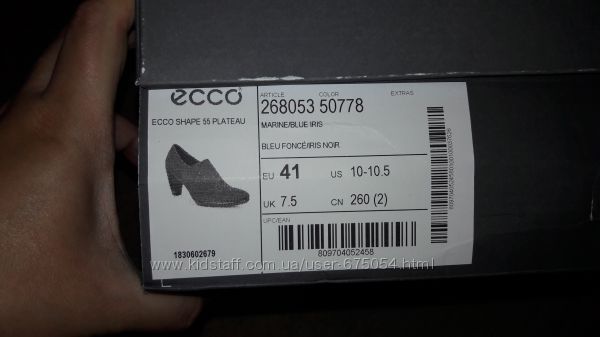 ecco
ECCO SHAPE 55 PLATEAU
1830602679
ARTICLE COLOR EXTRAS
268053 50778
MARINE/BLUE IRIS
BLEU FONCÉ/IRIS NOIR
EU 41 US 10-10.5
UK 7.5 CN 260 (2)
UPC/EAN
809704052458
www.kidstaff.com.ua/user-675054.html